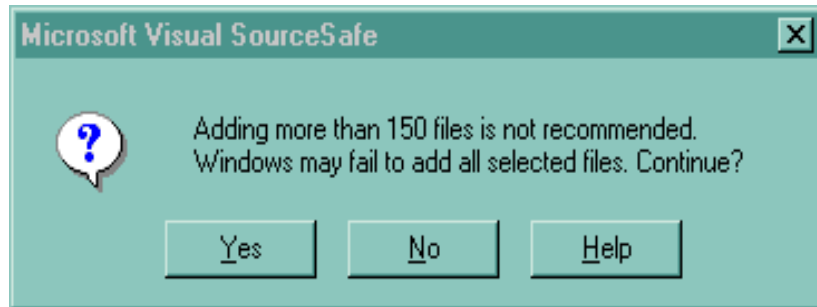 Microsoft Visual SourceSafe
Adding more than 150 files is not recommended.
Windows may fail to add all selected files. Continue?
Yes No Help